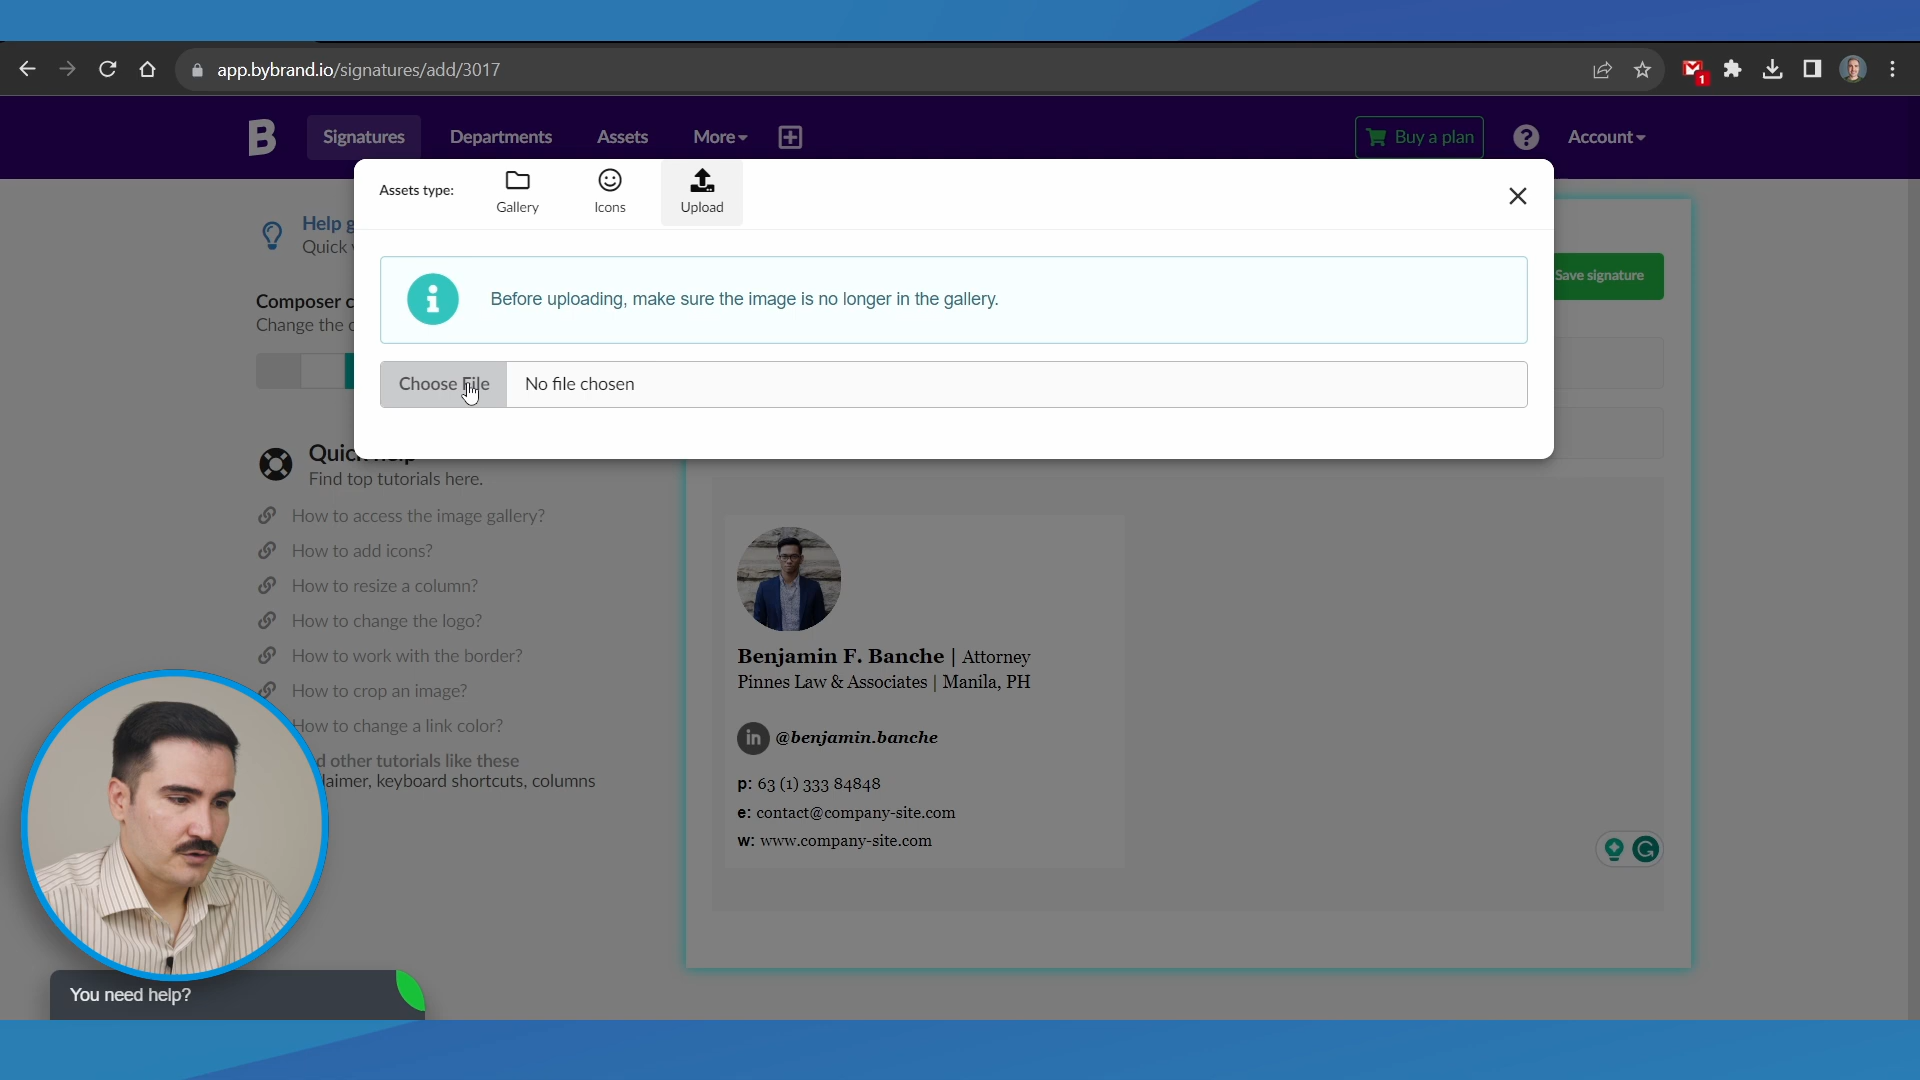 app.bybrand.io/signatures/add/3017
1
B
Signatures
Departments
Assets
More
Buy a plan
?
Account
Assets type:
Gallery
Icons
Upload
Help
Quick
Save signature
Before uploading, make sure the image is no longer in the gallery.
Composer
Change the
Choose File
No file chosen
Quick help
Find top tutorials here.
How to access the image gallery?
How to add icons?
How to resize a column?
How to change the logo?
How to work with the border?
How to crop an image?
How to change a link color?
other tutorials like these
laimer, keyboard shortcuts, columns
Benjamin F. Banche | Attorney
Pinnes Law & Associates | Manila, PH
in @benjamin.banche
p: 63 (1) 333 84848
e: contact@company-site.com
w: www.company-site.com
You need help?